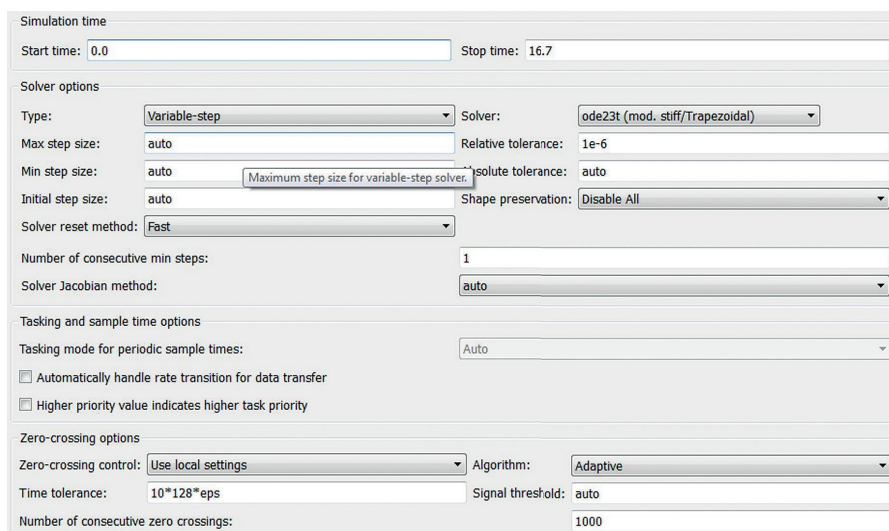 Simulation time
Start time: 0.0 Stop time: 16.7
Solver options
Type: Variable-step Solver: ode23t (mod. stiff/Trapezoidal)
Max step size: auto Relative tolerance: 1e-6
Min step size: auto Absolute tolerance: auto
Maximum step size for variable-step solver.
Initial step size: auto Shape preservation: Disable All
Solver reset method: Fast
Number of consecutive min steps: 1
Solver Jacobian method: auto
Tasking and sample time options
Tasking mode for periodic sample times: Auto
Automatically handle rate transition for data transfer
Higher priority value indicates higher task priority
Zero-crossing options
Zero-crossing control: Use local settings Algorithm: Adaptive
Time tolerance: 10*128*eps Signal threshold: auto
Number of consecutive zero crossings: 1000